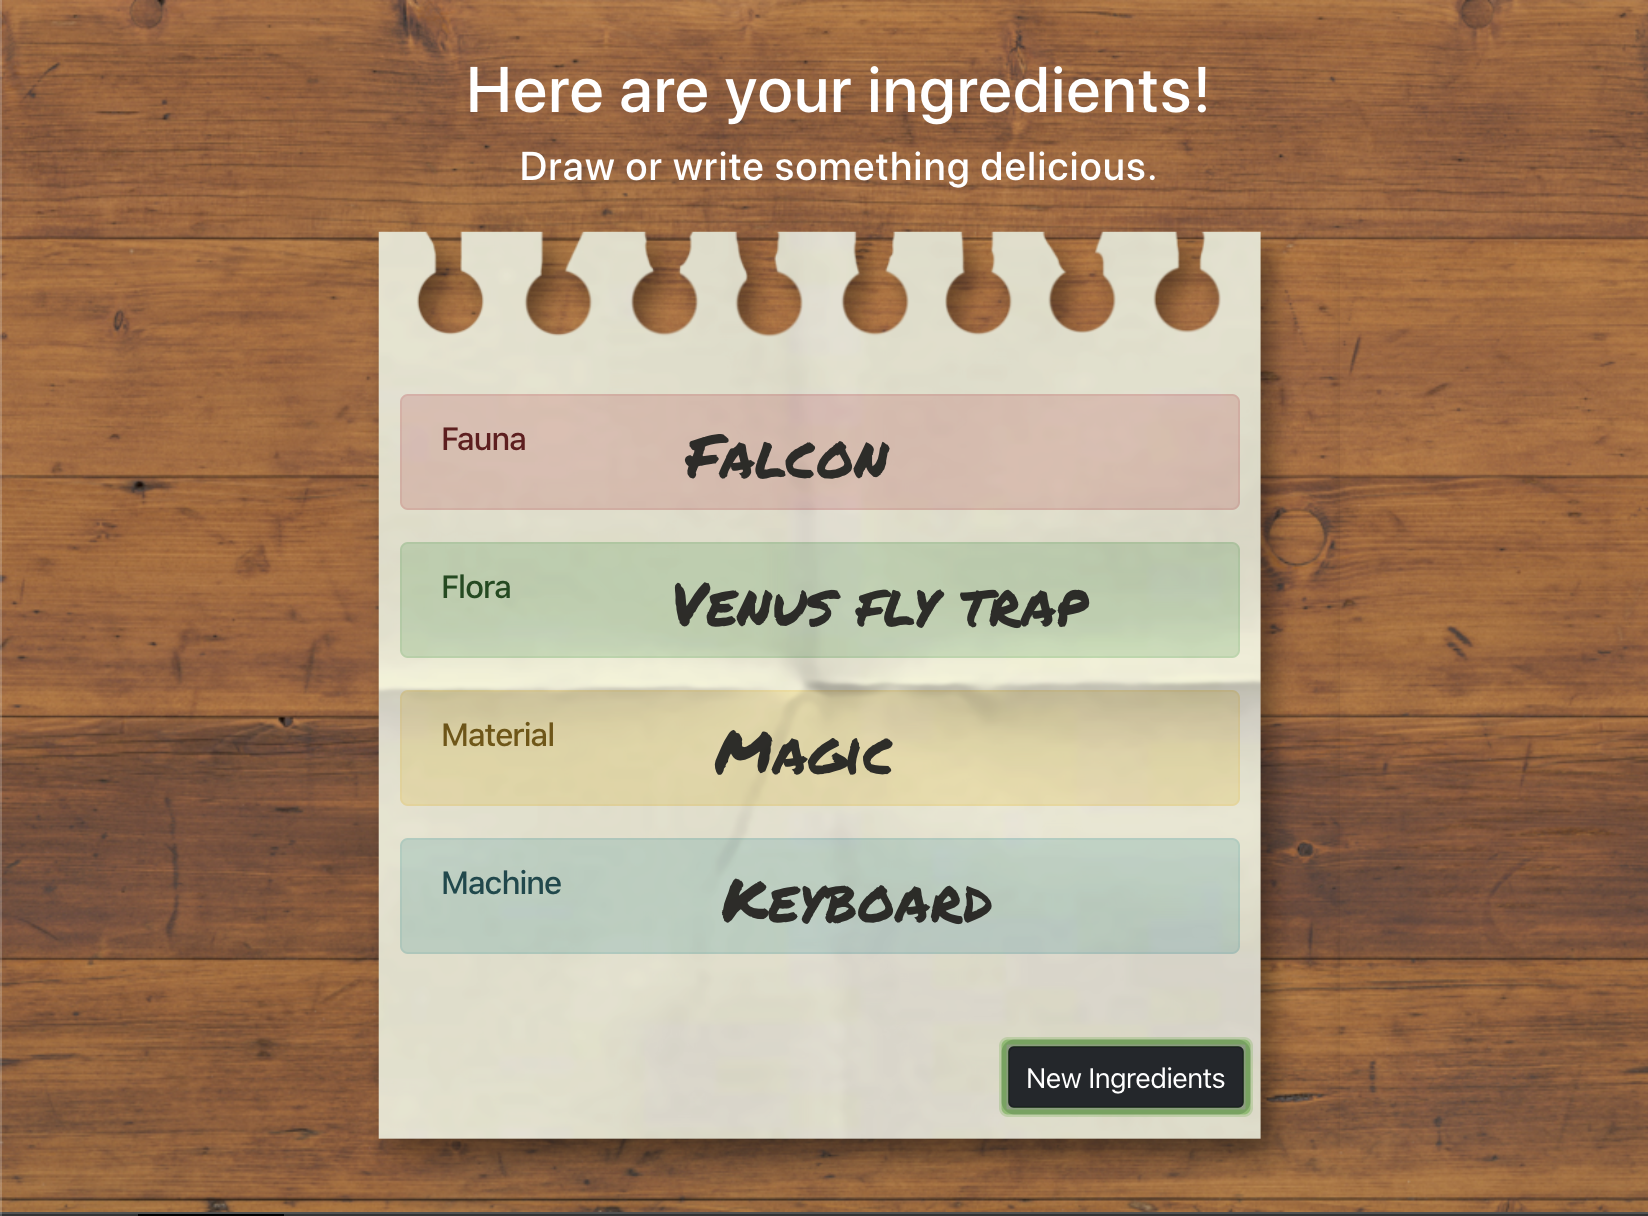 Here are your ingredients!
Draw or write something delicious.
Fauna Falcon
Flora Venus fly trap
Material Magic
Machine Keyboard
New Ingredients